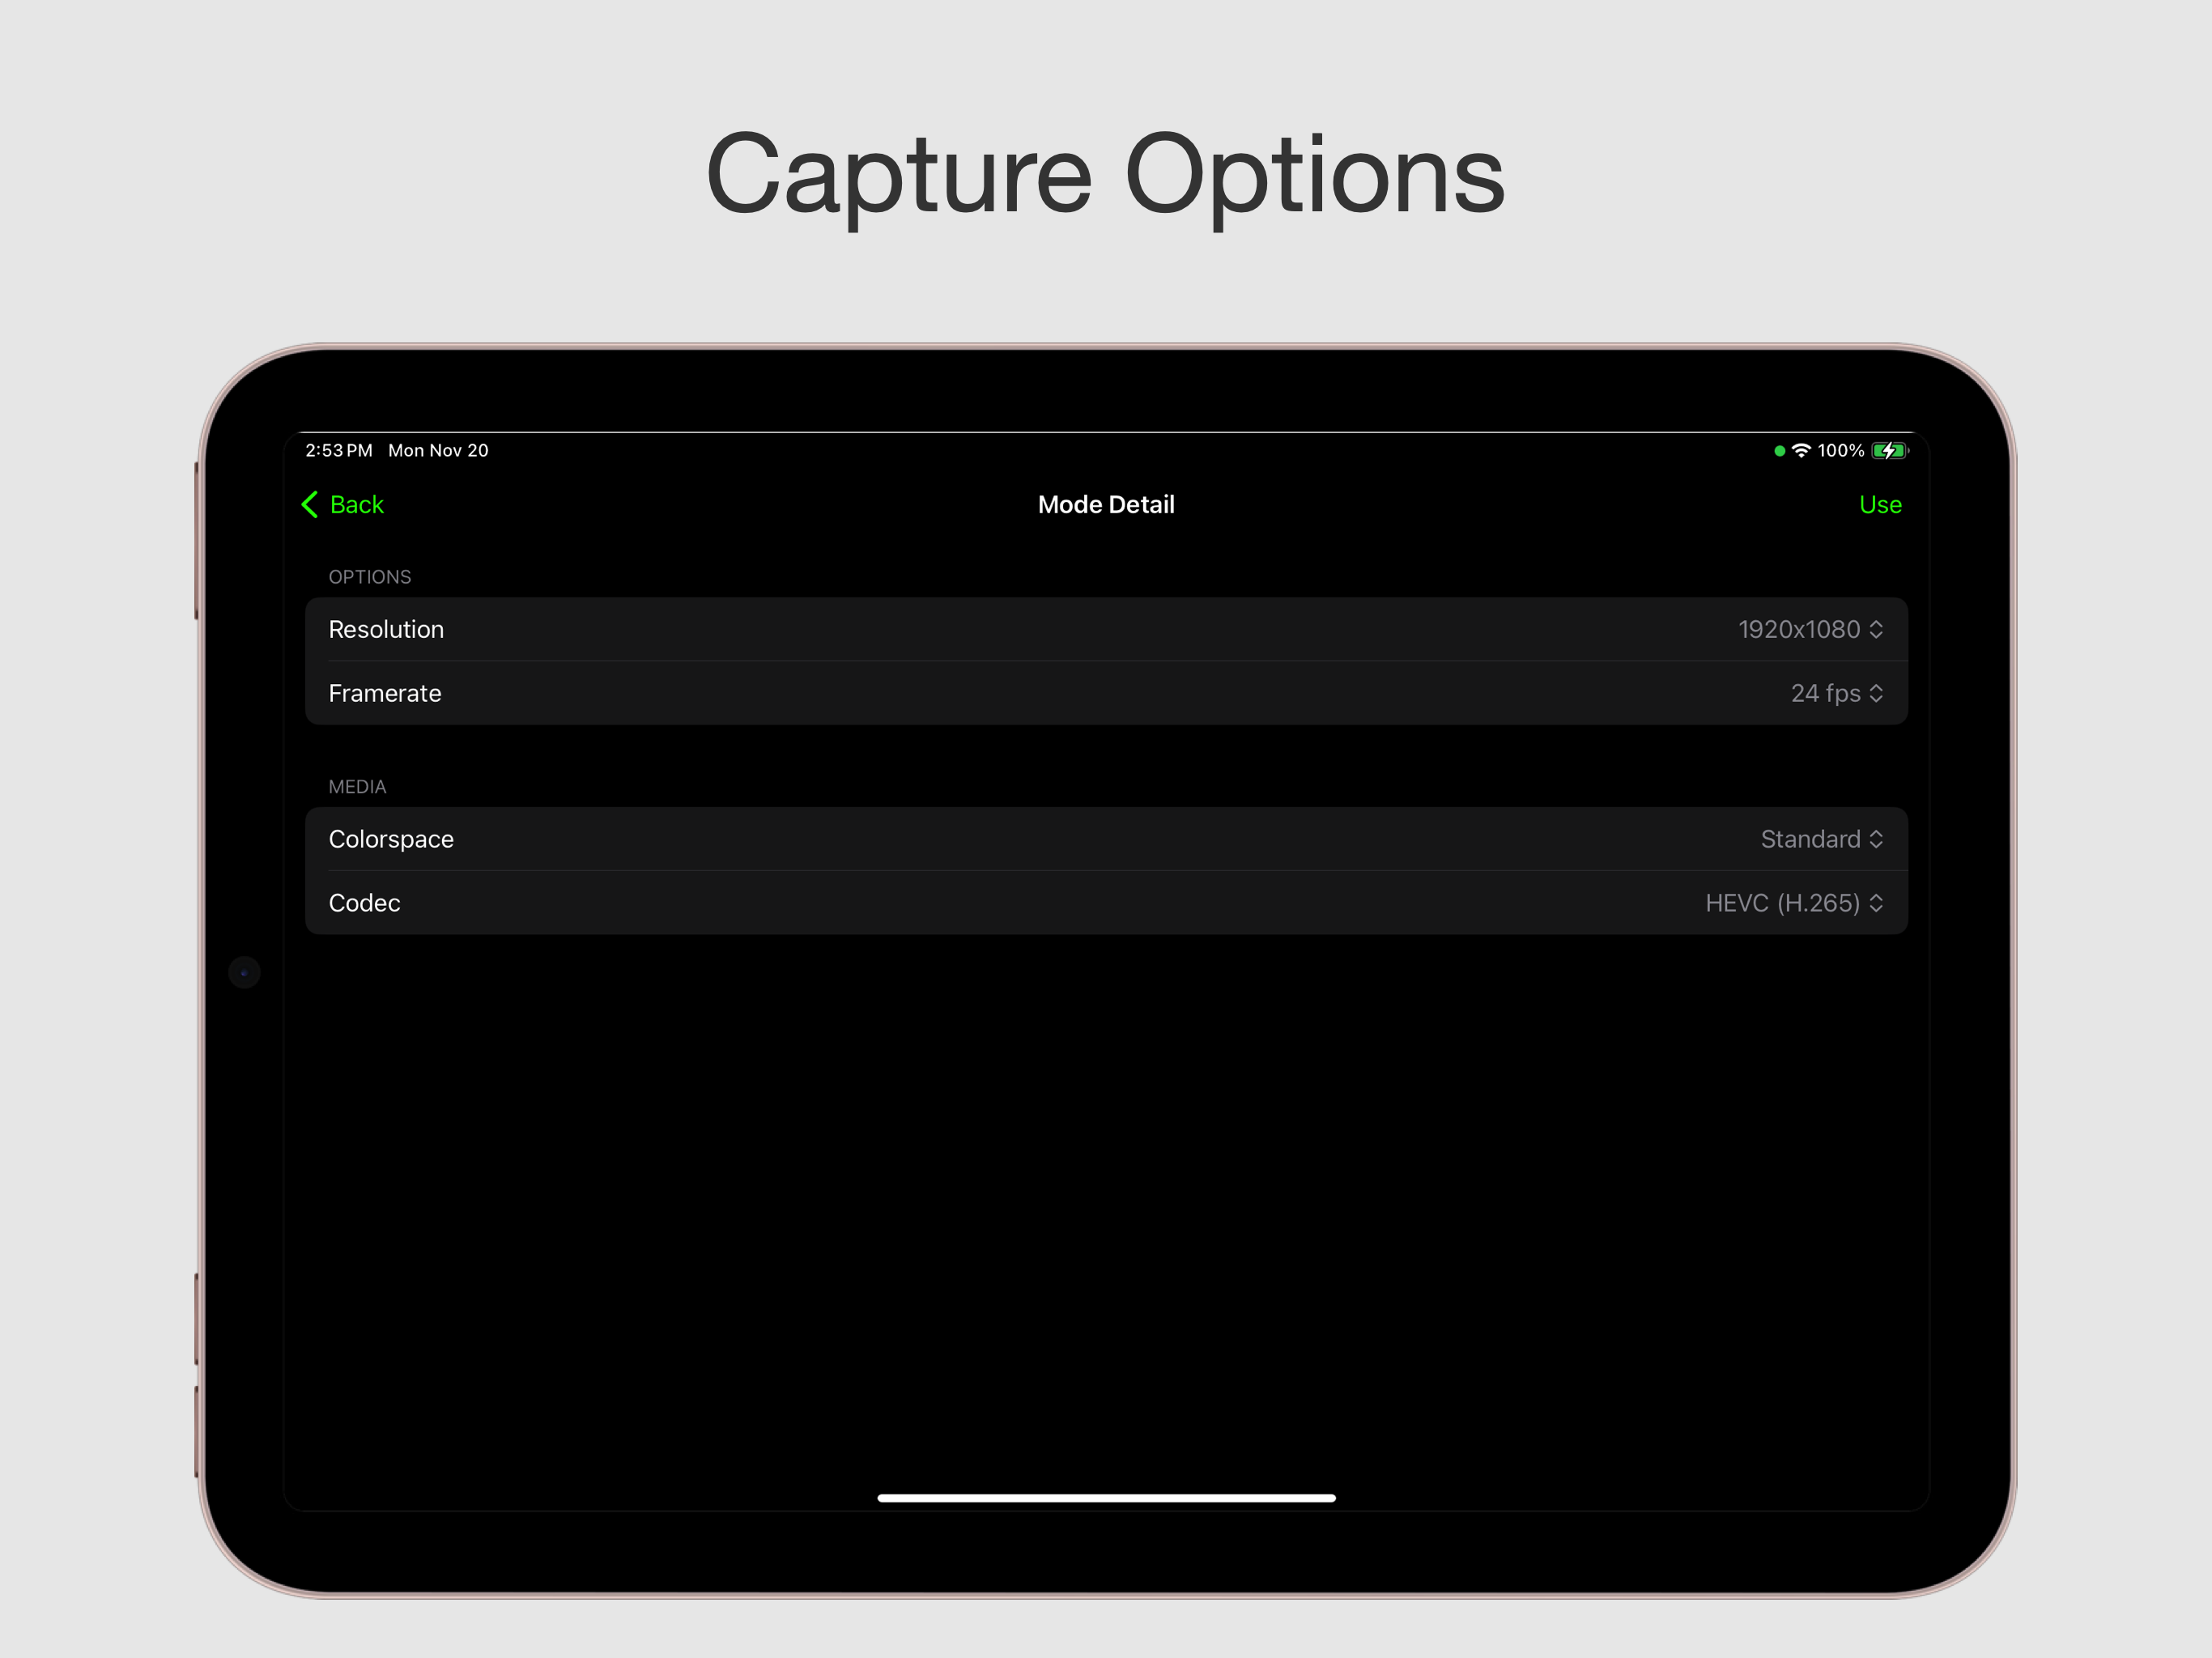 Capture Options
2:53 PM Mon Nov 20 100%
Back Mode Detail Use
OPTIONS
Resolution 1920x1080
Framerate 24 fps
MEDIA
Colorspace Standard
Codec HEVC (H.265)